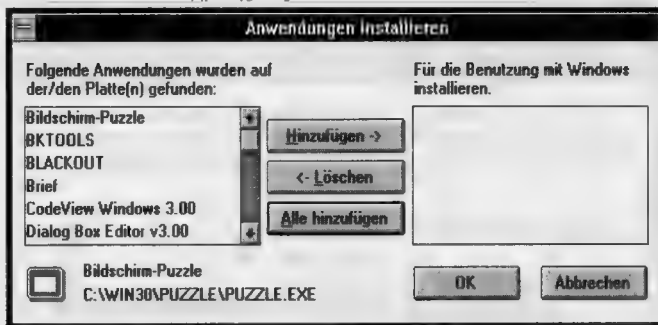 Anwendungen installieren
Folgende Anwendungen wurden auf
der/den Platte(n) gefunden:
Bildschirm-Puzzle
BKTOOLS
BLACKOUT
Brief
CodeView Windows 3.00
Dialog Box Editor v3.00
Hinzufügen ->
<- Löschen
Alle hinzufügen
Für die Benutzung mit Windows
installieren.
Bildschirm-Puzzle
C:\WIN30\PUZZLE\PUZZLE.EXE
OK
Abbrechen